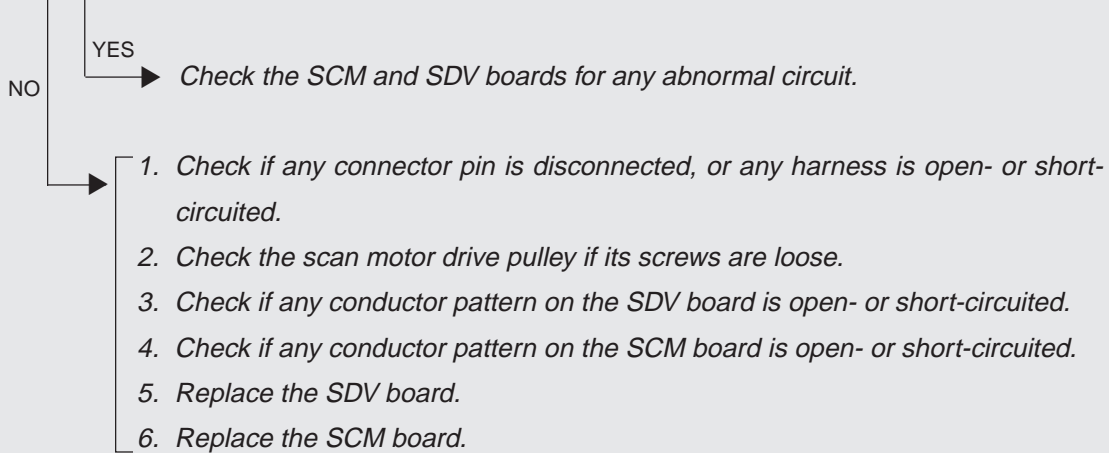 YES
Check the SCM and SDV boards for any abnormal circuit.
NO
1. Check if any connector pin is disconnected, or any harness is open- or short-
circuited.
2. Check the scan motor drive pulley if its screws are loose.
3. Check if any conductor pattern on the SDV board is open- or short-circuited.
4. Check if any conductor pattern on the SCM board is open- or short-circuited.
5. Replace the SDV board.
6. Replace the SCM board.